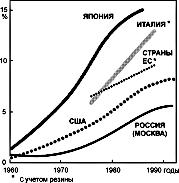 15
%
ЯПОНИЯ
ИТАЛИЯ*
СТРАНЫ
ЕС*
10
5
США
РОССИЯ
(МОСКВА)
0
1960 1970 1980 1990 годы
* С учетом резины